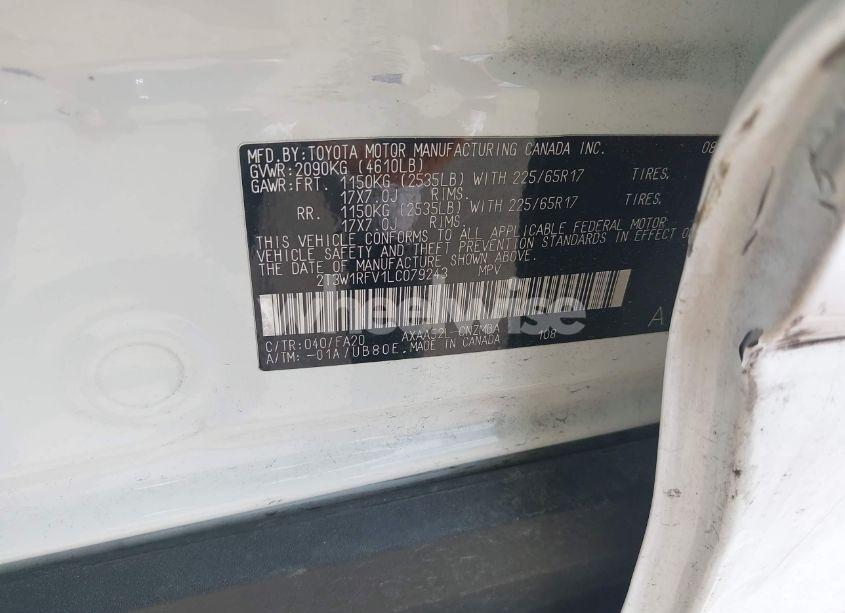 MFD.BY:TOYOTA MOTOR MANUFACTURING CANADA INC. 08
GVWR:2090KG (4610LB)
GAWR:FRT. 1150KG (2535LB) WITH 225/65R17 TIRES,
17X7.0J RIMS.
RR. 1150KG (2535LB) WITH 225/65R17 TIRES,
17X7.0J RIMS.
THIS VEHICLE CONFORMS TO ALL APPLICABLE FEDERAL MOTOR
VEHICLE SAFETY AND THEFT PREVENTION STANDARDS IN EFFECT O
THE DATE OF MANUFACTURE SHOWN ABOVE.
2T3W1RFV1LC079243 MPV
wheelwise
A
C/TR:040/FA20 AXAA52L- 108
A/TM:-01A/UB80E. MADE IN CANADA